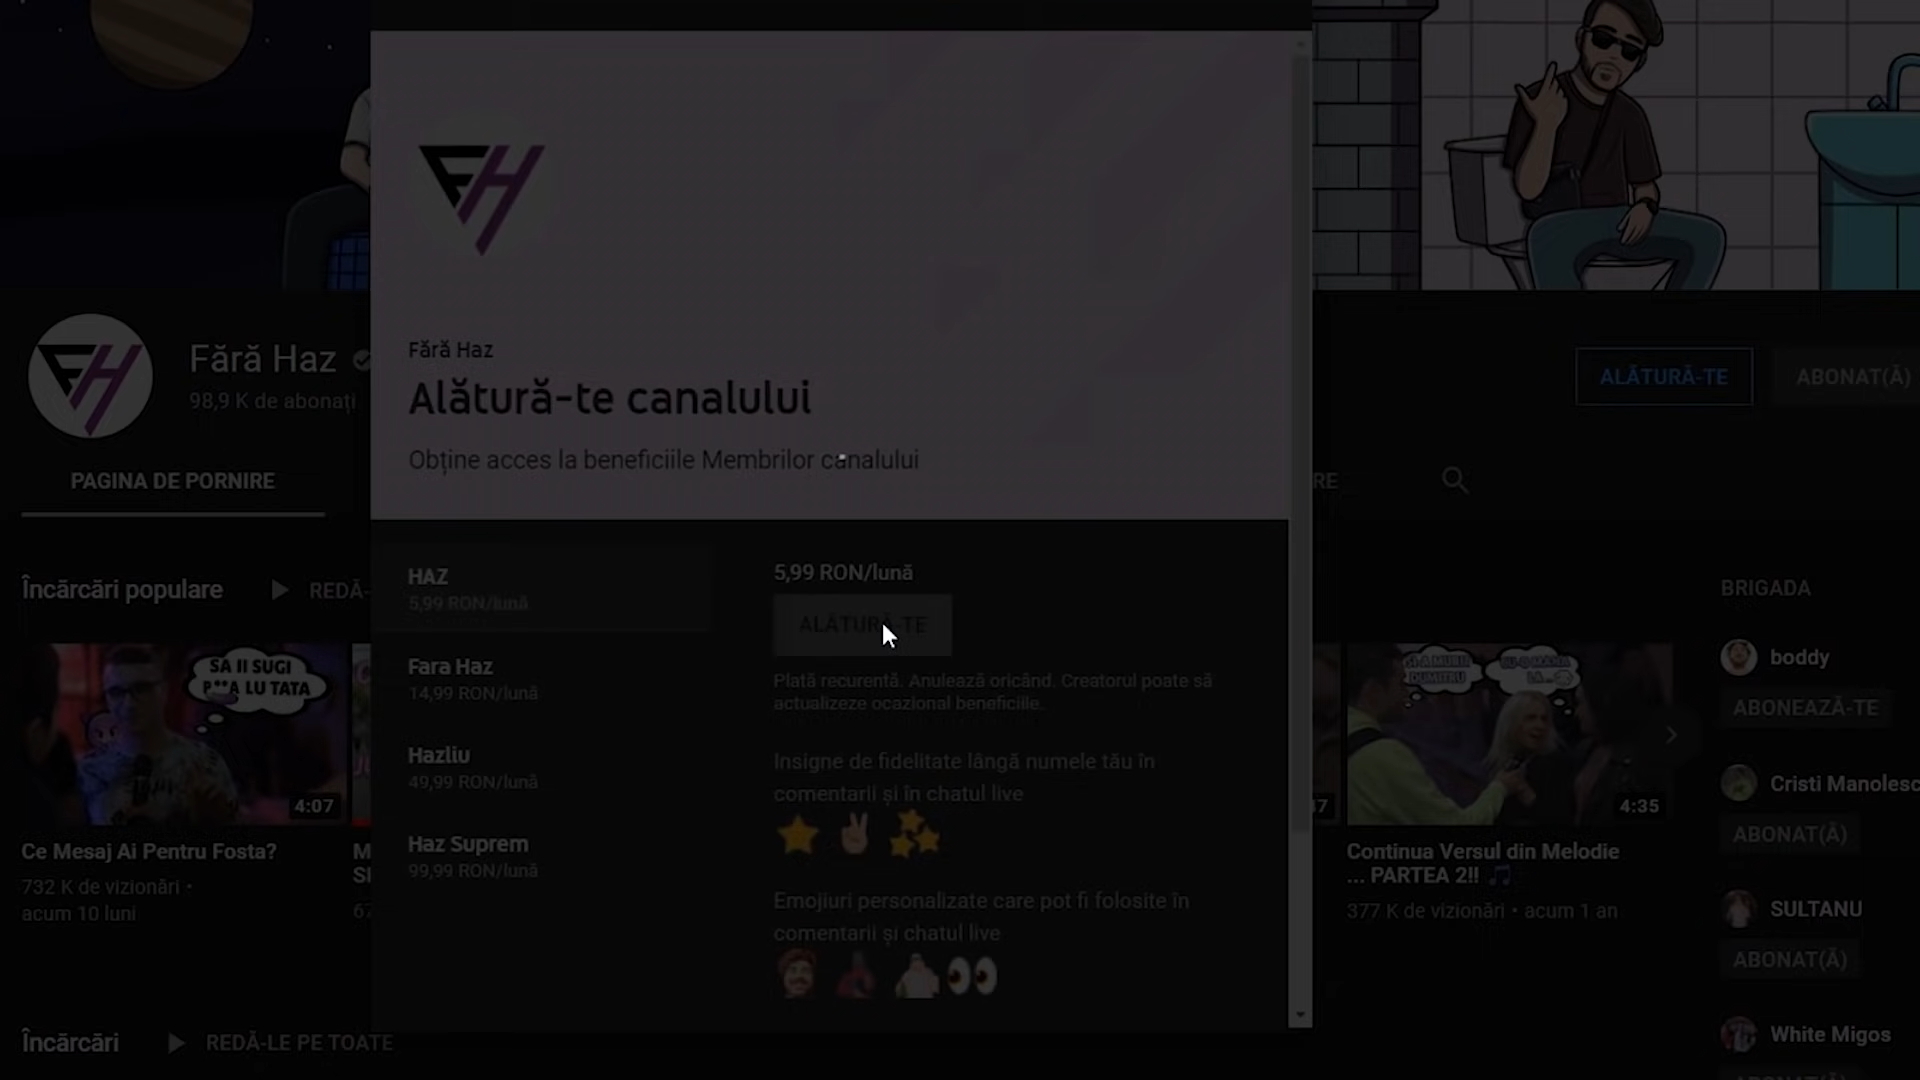 Fără Haz
98,9 K de abonați
PAGINA DE PORNIRE
Încărcări populare
REDĂ-
SA II SUGI
P**A LU TATA
4:07
Ce Mesaj Ai Pentru Fosta?
732 K de vizionări •
acum 10 luni
Încărcări
REDĂ-LE PE TOATE
FH
Fără Haz
Alătură-te canalului
Obține acces la beneficiile Membrilor canalului
HAZ
5,99 RON/lună
Fara Haz
14,99 RON/lună
Hazliu
49,99 RON/lună
Haz Suprem
99,99 RON/lună
5,99 RON/lună
ALĂTURĂ-TE
Plată recurentă. Anulează oricând. Creatorul poate să
actualizeze ocazional beneficiile.
Insigne de fidelitate lângă numele tău în
comentarii și în chatul live
Emojiuri personalizate care pot fi folosite în
comentarii și chatul live
ALĂTURĂ-TE
ABONAT(Ă)
RE
DUMITRU
4:35
Continua Versul din Melodie
... PARTEA 2!!
377 K de vizionări • acum 1 an
BRIGADA
boddy
ABONEAZĂ-TE
Cristi Manolesc
ABONAT(Ă)
SULTANU
ABONAT(Ă)
White Migos